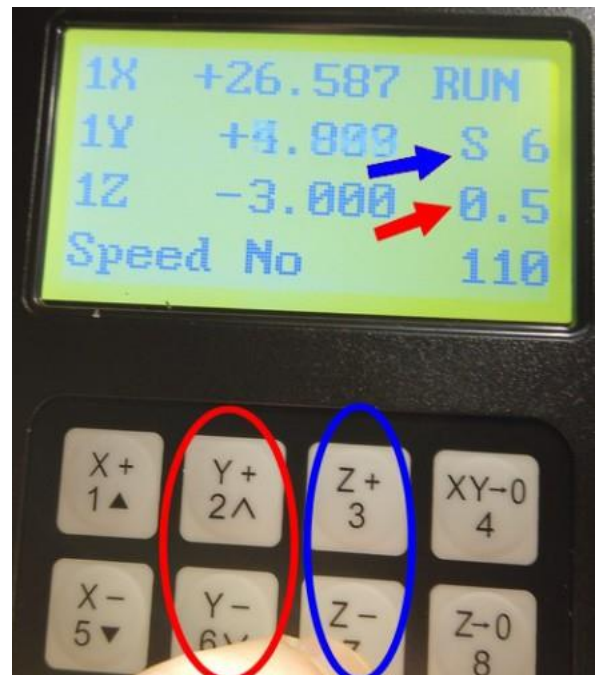 1X +26.587 RUN
1Y +4.809 S 6
1Z -3.000 0.5
Speed No 110
X+ Y+ Z+ XY→0
1▲ 2∧ 3 4
X- Y- Z- Z→0
5▼ 6∨ 8